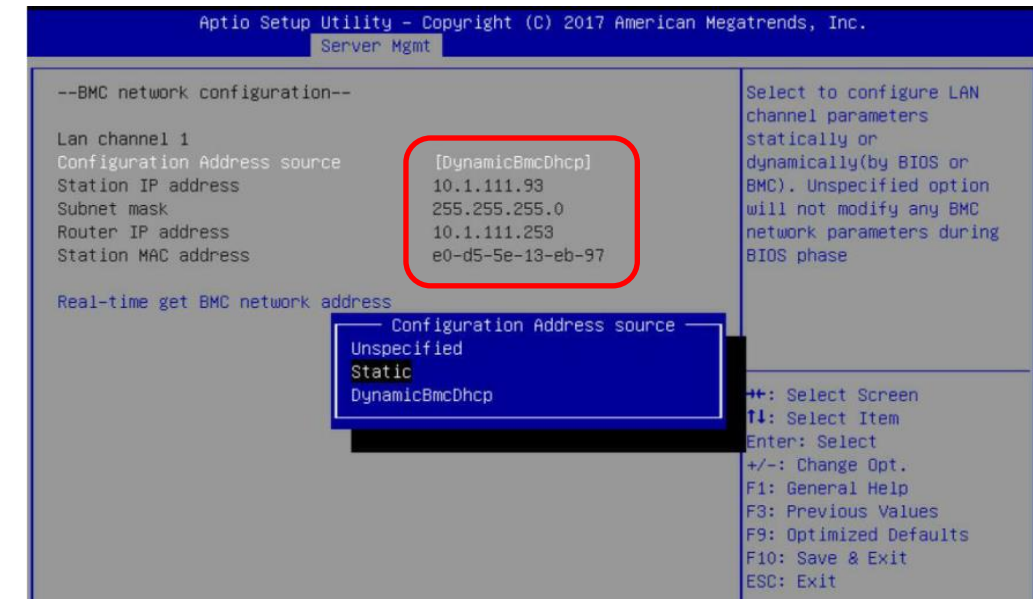 Aptio Setup Utility – Copyright (C) 2017 American Megatrends, Inc.
Server Mgmt
--BMC network configuration--
Lan channel 1
Configuration Address source [DynamicBmcDhcp]
Station IP address 10.1.111.93
Subnet mask 255.255.255.0
Router IP address 10.1.111.253
Station MAC address e0-d5-5e-13-eb-97
Real-time get BMC network address
Configuration Address source
Unspecified
Static
DynamicBmcDhcp
Select to configure LAN
channel parameters
statically or
dynamically(by BIOS or
BMC). Unspecified option
will not modify any BMC
network parameters during
BIOS phase
→←: Select Screen
↑↓: Select Item
Enter: Select
+/-: Change Opt.
F1: General Help
F3: Previous Values
F9: Optimized Defaults
F10: Save & Exit
ESC: Exit